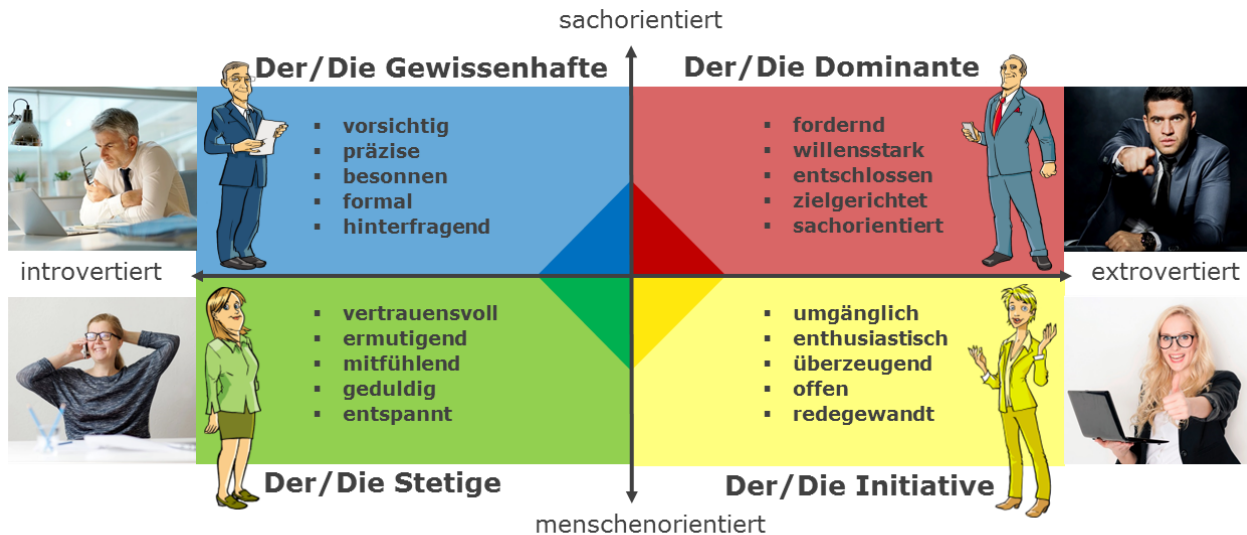 sachorientiert
Der/Die Gewissenhafte
▪ vorsichtig
▪ präzise
▪ besonnen
▪ formal
▪ hinterfragend
Der/Die Dominante
▪ fordernd
▪ willensstark
▪ entschlossen
▪ zielgerichtet
▪ sachorientiert
introvertiert
extrovertiert
▪ vertrauensvoll
▪ ermutigend
▪ mitfühlend
▪ geduldig
▪ entspannt
Der/Die Stetige
▪ umgänglich
▪ enthusiastisch
▪ überzeugend
▪ offen
▪ redegewandt
Der/Die Initiative
menschenorientiert